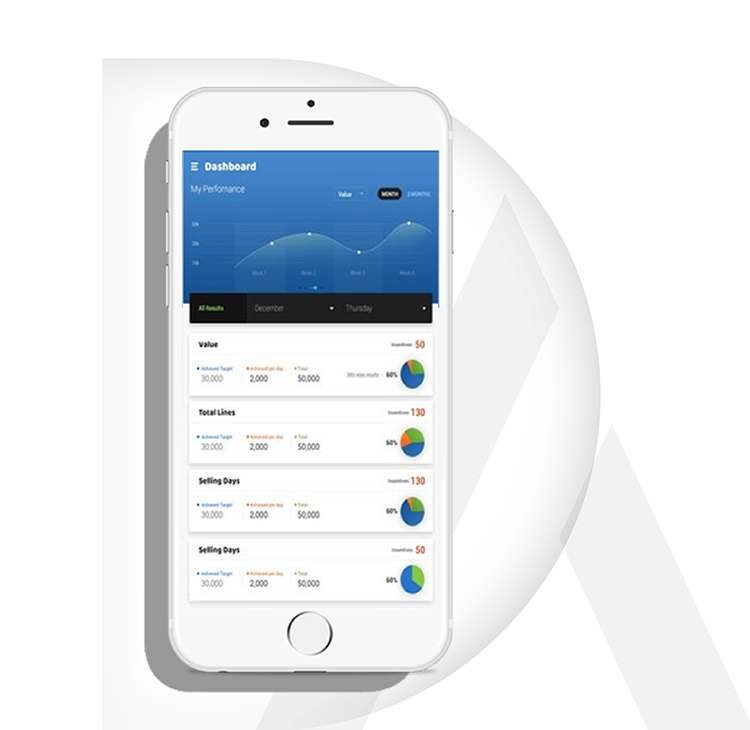 Dashboard
My Perfomance
Value MONTH 3 MONTHS
30k
20k
10k
Week 1 Week 2 Week 3 Week 4
All Results December Thursday
Value Incentives 50
Achieved Target Achieved per day Total
30,000 2,000 50,000
SKU wise results 60%
Total Lines Incentives 130
Achieved Target Achieved per day Total
30,000 2,000 50,000 60%
Selling Days Incentives 130
Achieved Target Achieved per day Total
30,000 2,000 50,000 60%
Selling Days Incentives 50
Achieved Target Achieved per day Total
30,000 2,000 50,000 60%